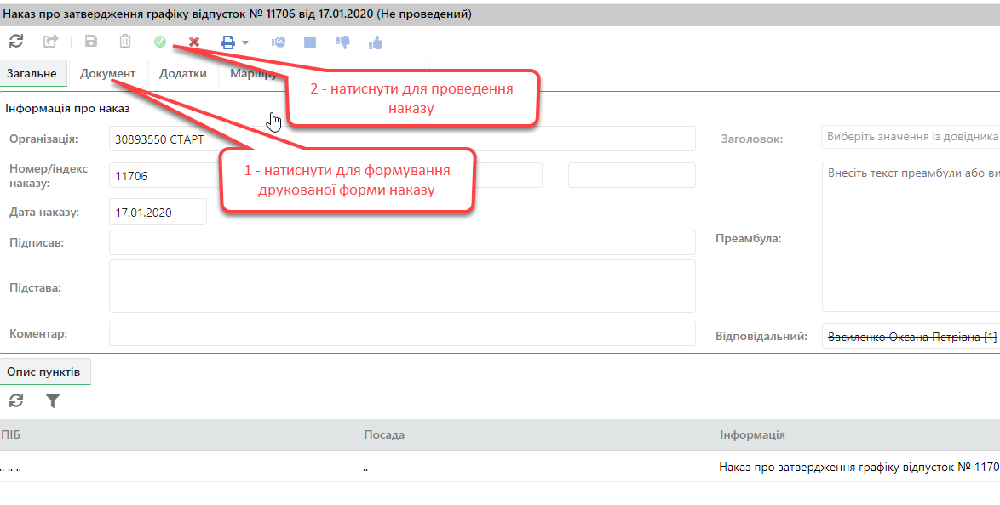 Наказ про затвердження графіку відпусток № 11706 від 17.01.2020 (Не проведений)
Загальне Документ Додатки
2 - натиснути для проведення
наказу
Інформація про наказ
Організація: 30893550 СТАРТ
Заголовок: Виберіть значення із довідника
1 - натиснути для формування
друкованої форми наказу
Номер/індекс
наказу: 11706
Внесіть текст преамбули або
Дата наказу: 17.01.2020
Підписав:
Преамбула:
Підстава:
Коментар:
Відповідальний: Василенко Оксана Петрівна [1]
Опис пунктів
ПІБ Посада Інформація
.. .. .. ..
Наказ про затвердження графіку відпусток № 1170